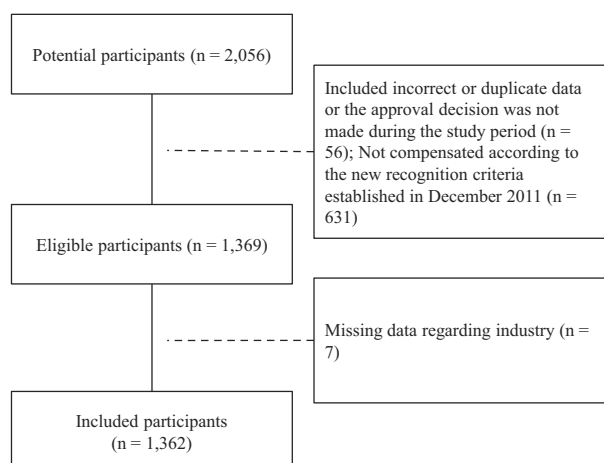 Potential participants (n = 2,056)
Included incorrect or duplicate data
or the approval decision was not
made during the study period (n =
56); Not compensated according to
the new recognition criteria
established in December 2011 (n =
631)
Eligible participants (n = 1,369)
Missing data regarding industry (n =
7)
Included participants
(n = 1,362)